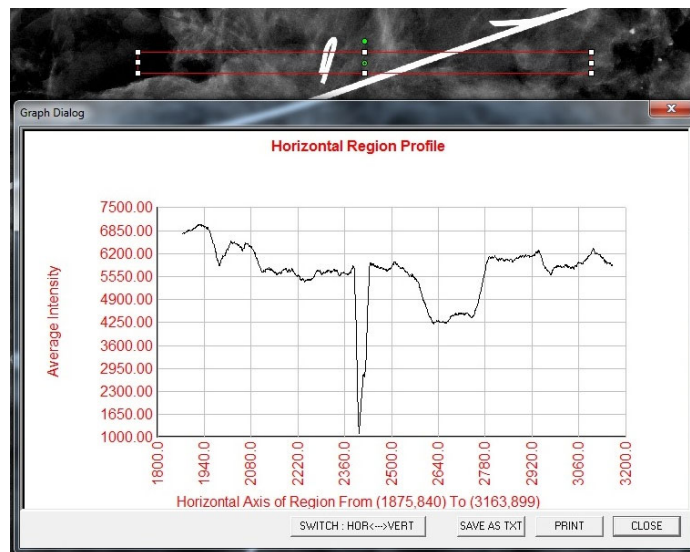 Graph Dialog
x
Horizontal Region Profile
7500.00
6850.00
6200.00
5550.00
4900.00
4250.00
3600.00
2950.00
2300.00
1650.00
1000.00
Average Intensity
1800.0
1940.0
2080.0
2220.0
2360.0
2500.0
2640.0
2780.0
2920.0
3060.0
3200.0
Horizontal Axis of Region From (1875,840) To (3163,899)
SWITCH : HOR<--->VERT
SAVE AS TXT
PRINT
CLOSE